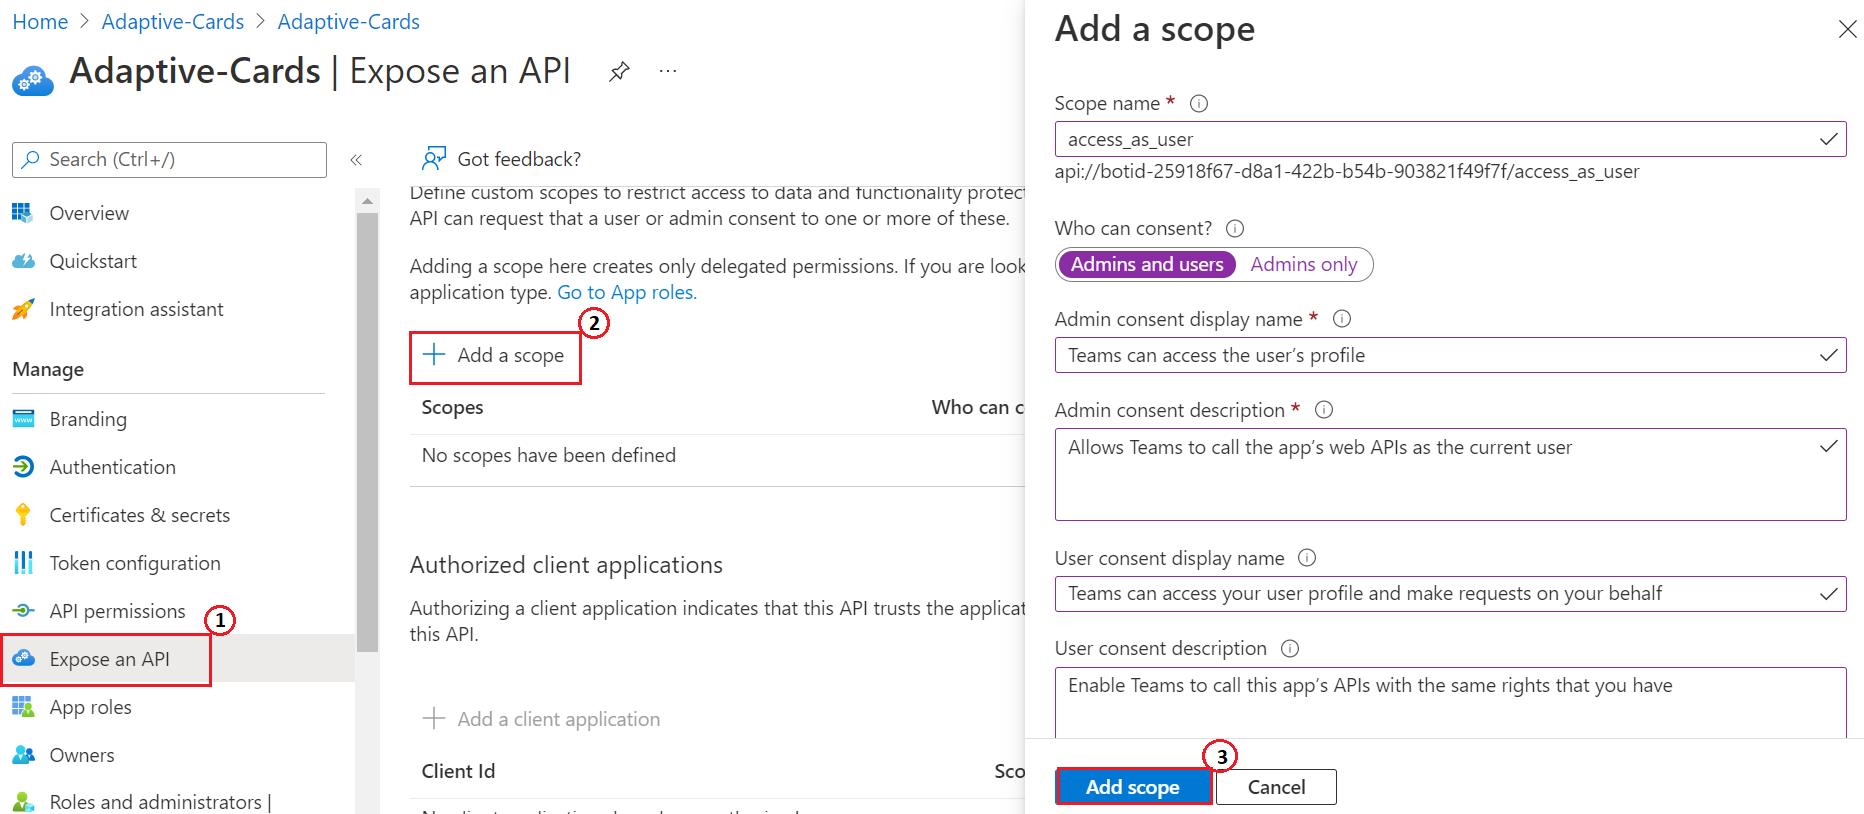 Home > Adaptive-Cards > Adaptive-Cards
Adaptive-Cards | Expose an API
...
Search (Ctrl+/)
«
Overview
Quickstart
Integration assistant
Manage
Branding
Authentication
Certificates & secrets
Token configuration
API permissions
1
Expose an API
App roles
Owners
Roles and administrators |
Got feedback?
Define custom scopes to restrict access to data and functionality protec
API can request that a user or admin consent to one or more of these.
Adding a scope here creates only delegated permissions. If you are look
application type. Go to App roles.
2
Add a scope
Scopes
Who can c
No scopes have been defined
Authorized client applications
Authorizing a client application indicates that this API trusts the applicat
this API.
Add a client application
Client Id
Sco
Add a scope
Scope name *
access_as_user
api://botid-25918f67-d8a1-422b-b54b-903821f49f7f/access_as_user
Who can consent?
Admins and users Admins only
Admin consent display name *
Teams can access the user’s profile
Admin consent description *
Allows Teams to call the app’s web APIs as the current user
User consent display name
Teams can access your user profile and make requests on your behalf
User consent description
Enable Teams to call this app’s APIs with the same rights that you have
3
Add scope
Cancel